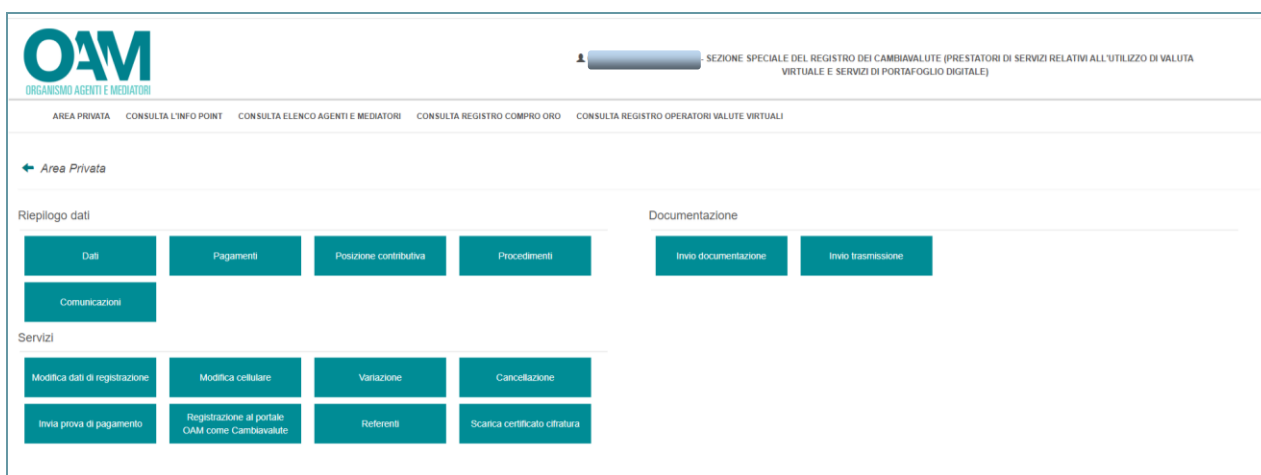 OAM
ORGANISMO AGENTI E MEDIATORI
- SEZIONE SPECIALE DEL REGISTRO DEI CAMBIAVALUTE (PRESTATORI DI SERVIZI RELATIVI ALL'UTILIZZO DI VALUTA
VIRTUALE E SERVIZI DI PORTAFOGLIO DIGITALE)
AREA PRIVATA CONSULTA L'INFO POINT CONSULTA ELENCO AGENTI E MEDIATORI CONSULTA REGISTRO COMPRO ORO CONSULTA REGISTRO OPERATORI VALUTE VIRTUALI
Area Privata
Riepilogo dati
Dati Pagamenti Posizione contributiva Procedimenti
Comunicazioni
Documentazione
Invio documentazione Invio trasmissione
Servizi
Modifica dati di registrazione Modifica cellulare Variazione Cancellazione
Invia prova di pagamento Registrazione al portale OAM come Cambiavalute Referenti Scarica certificato cifratura